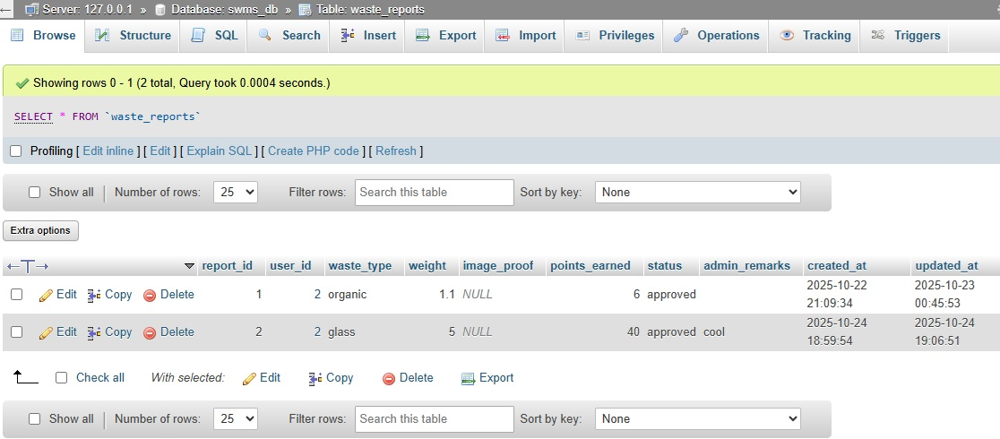 Server: 127.0.0.1 » Database: swms_db » Table: waste_reports
Browse Structure SQL Search Insert Export Import Privileges Operations Tracking Triggers
Showing rows 0 - 1 (2 total, Query took 0.0004 seconds.)
SELECT * FROM `waste_reports`
Profiling [ Edit inline ] [ Edit ] [ Explain SQL ] [ Create PHP code ] [ Refresh ]
Show all Number of rows: 25 Filter rows: Search this table Sort by key: None
Extra options
report_id user_id waste_type weight image_proof points_earned status admin_remarks created_at updated_at
Edit Copy Delete 1 2 organic 1.1 NULL 6 approved 2025-10-22 21:09:34 2025-10-23 00:45:53
Edit Copy Delete 2 2 glass 5 NULL 40 approved cool 2025-10-24 18:59:54 2025-10-24 19:06:51
Check all With selected: Edit Copy Delete Export
Show all Number of rows: 25 Filter rows: Search this table Sort by key: None